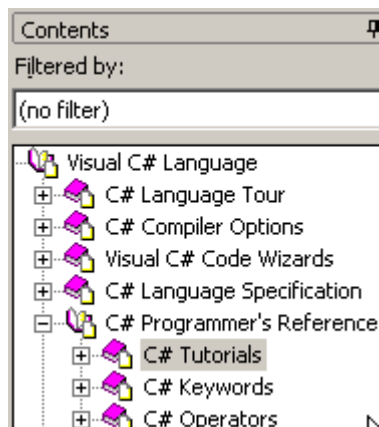 Contents
Filtered by:
(no filter)
Visual C# Language
C# Language Tour
C# Compiler Options
Visual C# Code Wizards
C# Language Specification
C# Programmer's Reference
C# Tutorials
C# Keywords
C# Operators